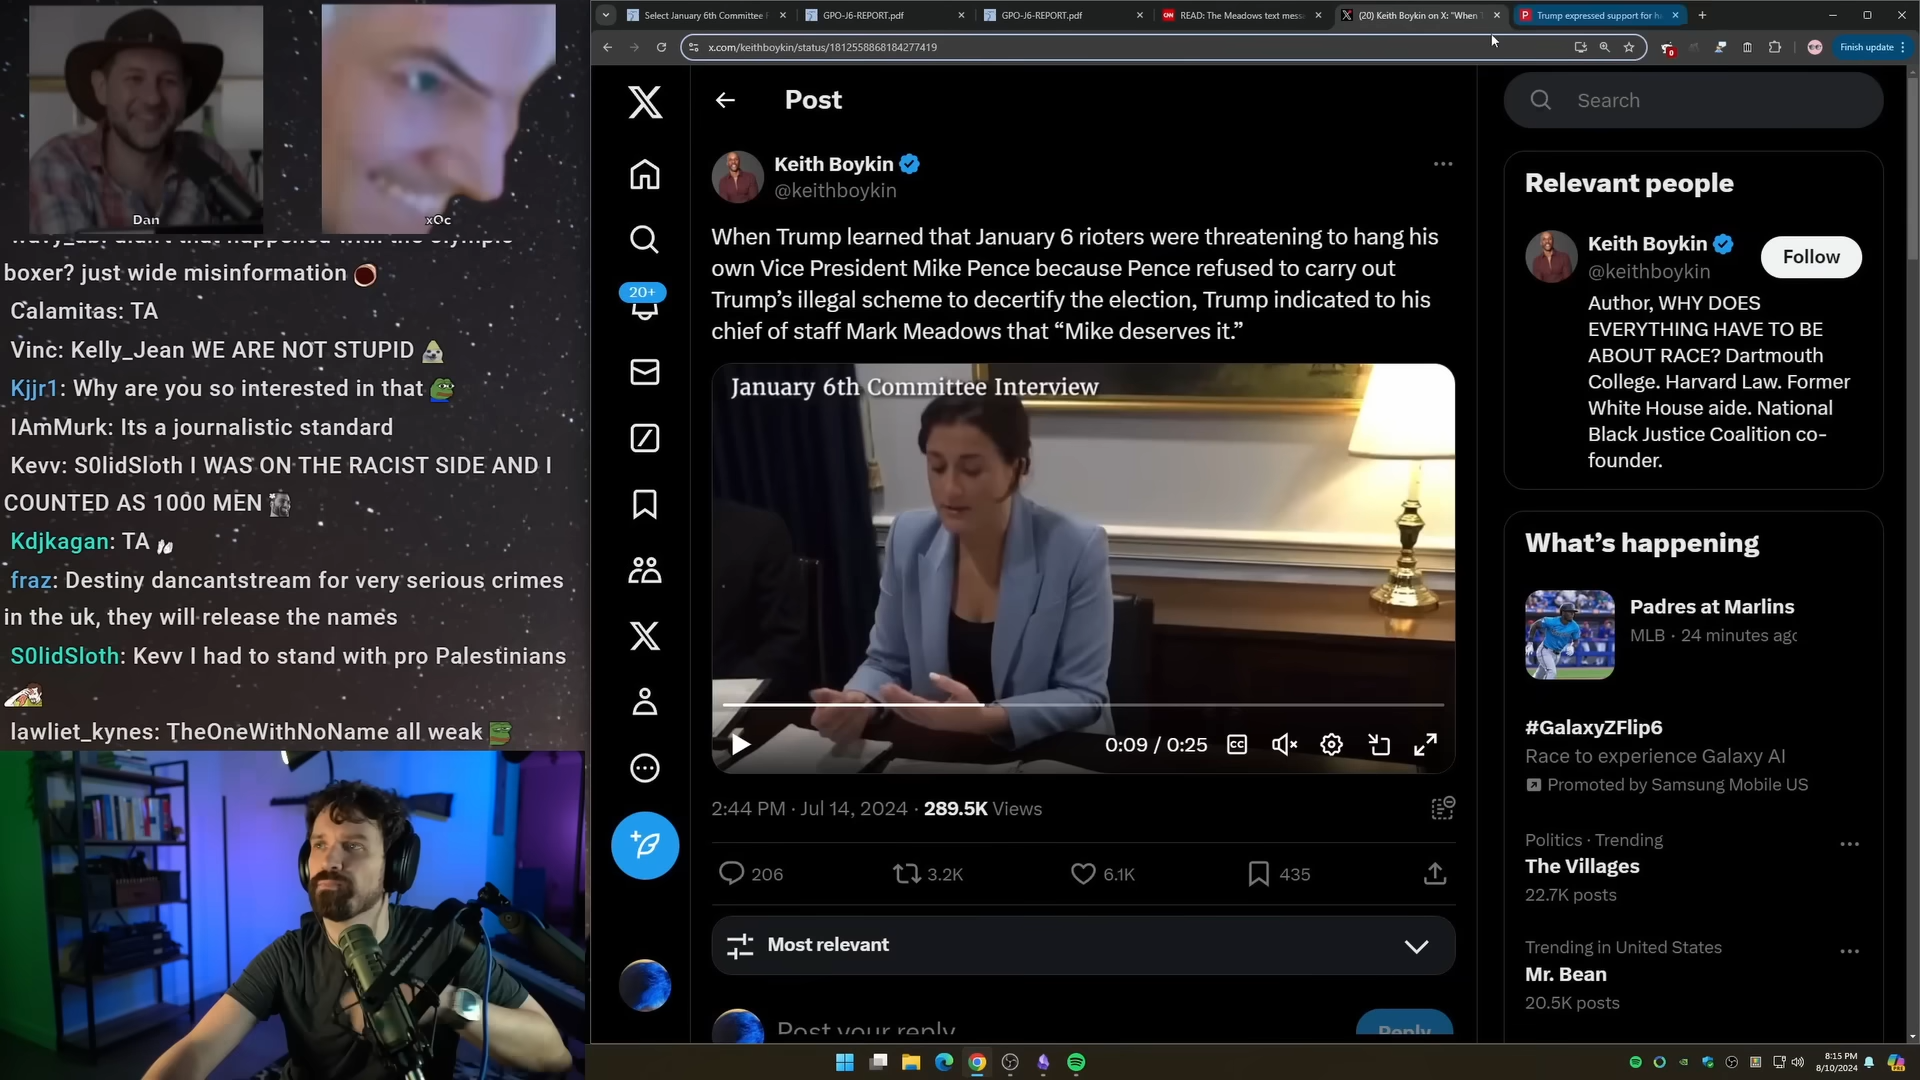 Select January 6th Committee F
GPO-J6-REPORT.pdf
GPO-J6-REPORT.pdf
READ: The Meadows text mess
(20) Keith Boykin on X: "When T
Trump expressed support for ha
x.com/keithboykin/status/1812558868184277419
Finish update
Dan
xQc
boxer? just wide misinformation
Calamitas: TA
Vinc: Kelly_Jean WE ARE NOT STUPID
Kjjr1: Why are you so interested in that
IAmMurk: Its a journalistic standard
Kevv: S0lidSloth I WAS ON THE RACIST SIDE AND I
COUNTED AS 1000 MEN
Kdjkagan: TA
fraz: Destiny dancantstream for very serious crimes
in the uk, they will release the names
S0lidSloth: Kevv I had to stand with pro Palestinians
lawliet_kynes: TheOneWithNoName all weak
20+
Post
Keith Boykin
@keithboykin
When Trump learned that January 6 rioters were threatening to hang his
own Vice President Mike Pence because Pence refused to carry out
Trump’s illegal scheme to decertify the election, Trump indicated to his
chief of staff Mark Meadows that “Mike deserves it.”
January 6th Committee Interview
0:09 / 0:25
2:44 PM · Jul 14, 2024 · 289.5K Views
206
3.2K
6.1K
435
Most relevant
Post your reply
Reply
Search
Relevant people
Keith Boykin
@keithboykin
Follow
Author, WHY DOES
EVERYTHING HAVE TO BE
ABOUT RACE? Dartmouth
College. Harvard Law. Former
White House aide. National
Black Justice Coalition co-
founder.
What’s happening
Padres at Marlins
MLB · 24 minutes ago
#GalaxyZFlip6
Race to experience Galaxy AI
Promoted by Samsung Mobile US
Politics · Trending
The Villages
22.7K posts
Trending in United States
Mr. Bean
20.5K posts
8:15 PM
8/10/2024